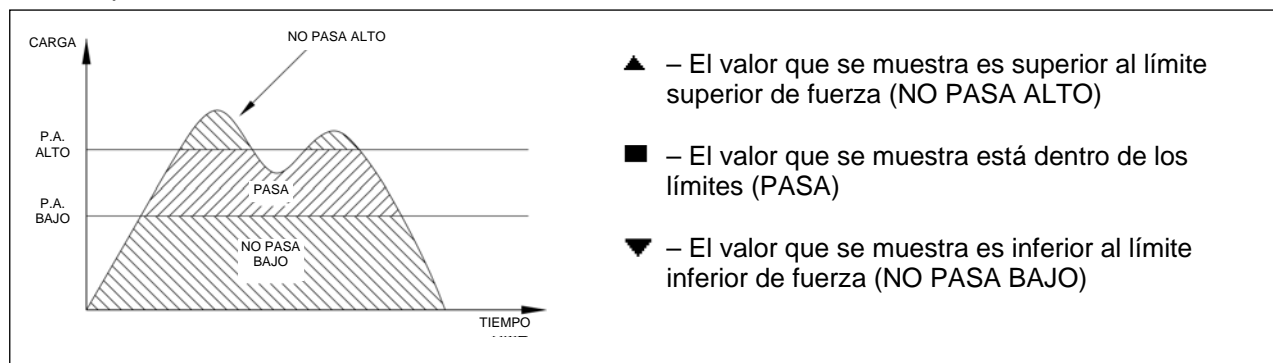 CARGA
NO PASA ALTO
P.A.
ALTO
PASA
P.A.
BAJO
NO PASA
BAJO
TIEMPO
▲ – El valor que se muestra es superior al límite
superior de fuerza (NO PASA ALTO)
■ – El valor que se muestra está dentro de los
límites (PASA)
▼ – El valor que se muestra es inferior al límite
inferior de fuerza (NO PASA BAJO)